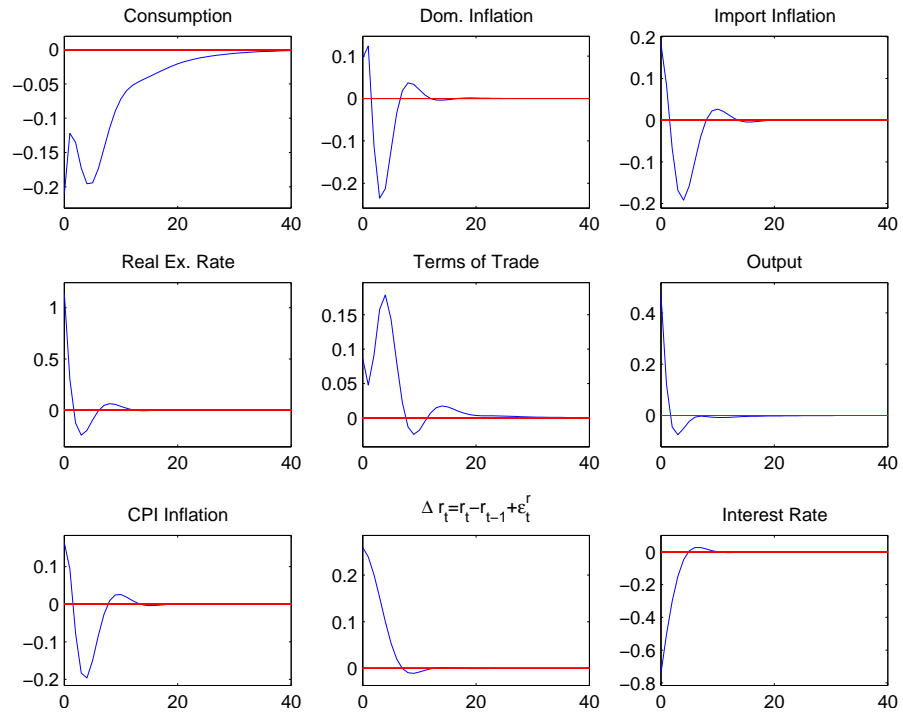 Consumption
0
−0.05
−0.1
−0.15
−0.2
0 20 40
Dom. Inflation
0.1
0
−0.1
−0.2
0 20 40
Import Inflation
0.2
0.1
0
−0.1
−0.2
0 20 40
Real Ex. Rate
1
0.5
0
0 20 40
Terms of Trade
0.15
0.1
0.05
0
0 20 40
Output
0.4
0.2
0
0 20 40
CPI Inflation
0.1
0
−0.1
−0.2
0 20 40
Δ r_t=r_t−r_{t−1}+ε_t^r
0.2
0.1
0
0 20 40
Interest Rate
0
−0.2
−0.4
−0.6
−0.8
0 20 40